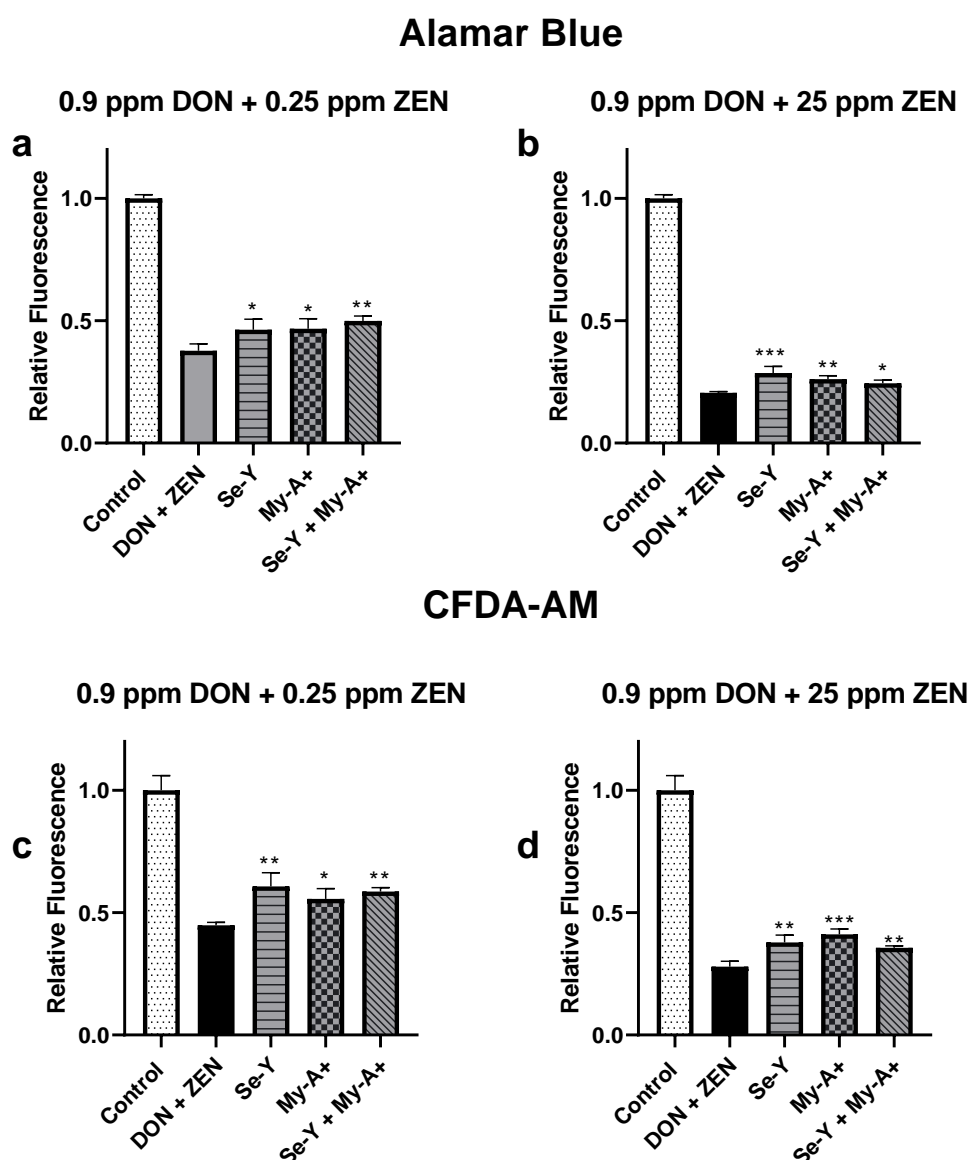 Alamar Blue
0.9 ppm DON + 0.25 ppm ZEN
a
Relative Fluorescence
1.0
0.5
0.0
*
*
**
Control
DON + ZEN
Se-Y
My-A+
Se-Y + My-A+
0.9 ppm DON + 25 ppm ZEN
b
Relative Fluorescence
1.0
0.5
0.0
***
**
*
Control
DON + ZEN
Se-Y
My-A+
Se-Y + My-A+
CFDA-AM
0.9 ppm DON + 0.25 ppm ZEN
c
Relative Fluorescence
1.0
0.5
0.0
**
*
**
Control
DON + ZEN
Se-Y
My-A+
Se-Y + My-A+
0.9 ppm DON + 25 ppm ZEN
d
Relative Fluorescence
1.0
0.5
0.0
**
***
**
Control
DON + ZEN
Se-Y
My-A+
Se-Y + My-A+